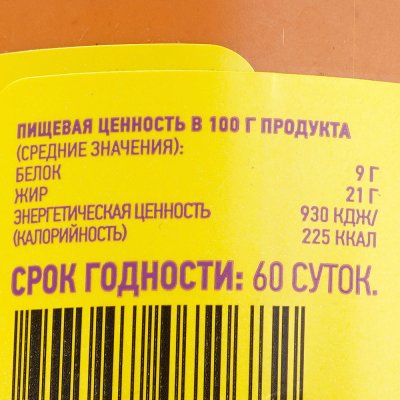 ПИЩЕВАЯ ЦЕННОСТЬ В 100 Г ПРОДУКТА
(СРЕДНИЕ ЗНАЧЕНИЯ):
БЕЛОК 9 Г
ЖИР 21 Г
ЭНЕРГЕТИЧЕСКАЯ ЦЕННОСТЬ 930 КДЖ/
(КАЛОРИЙНОСТЬ) 225 ККАЛ
СРОК ГОДНОСТИ: 60 СУТОК.